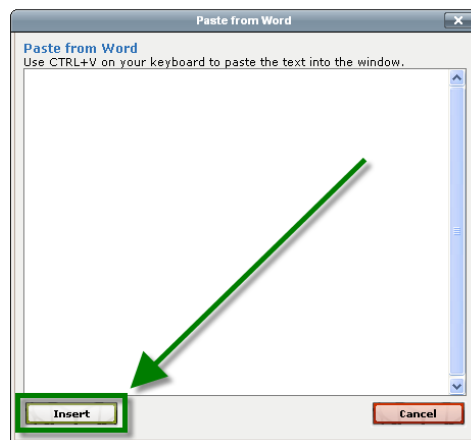 Paste from Word
Paste from Word
Use CTRL+V on your keyboard to paste the text into the window.
Insert
Cancel